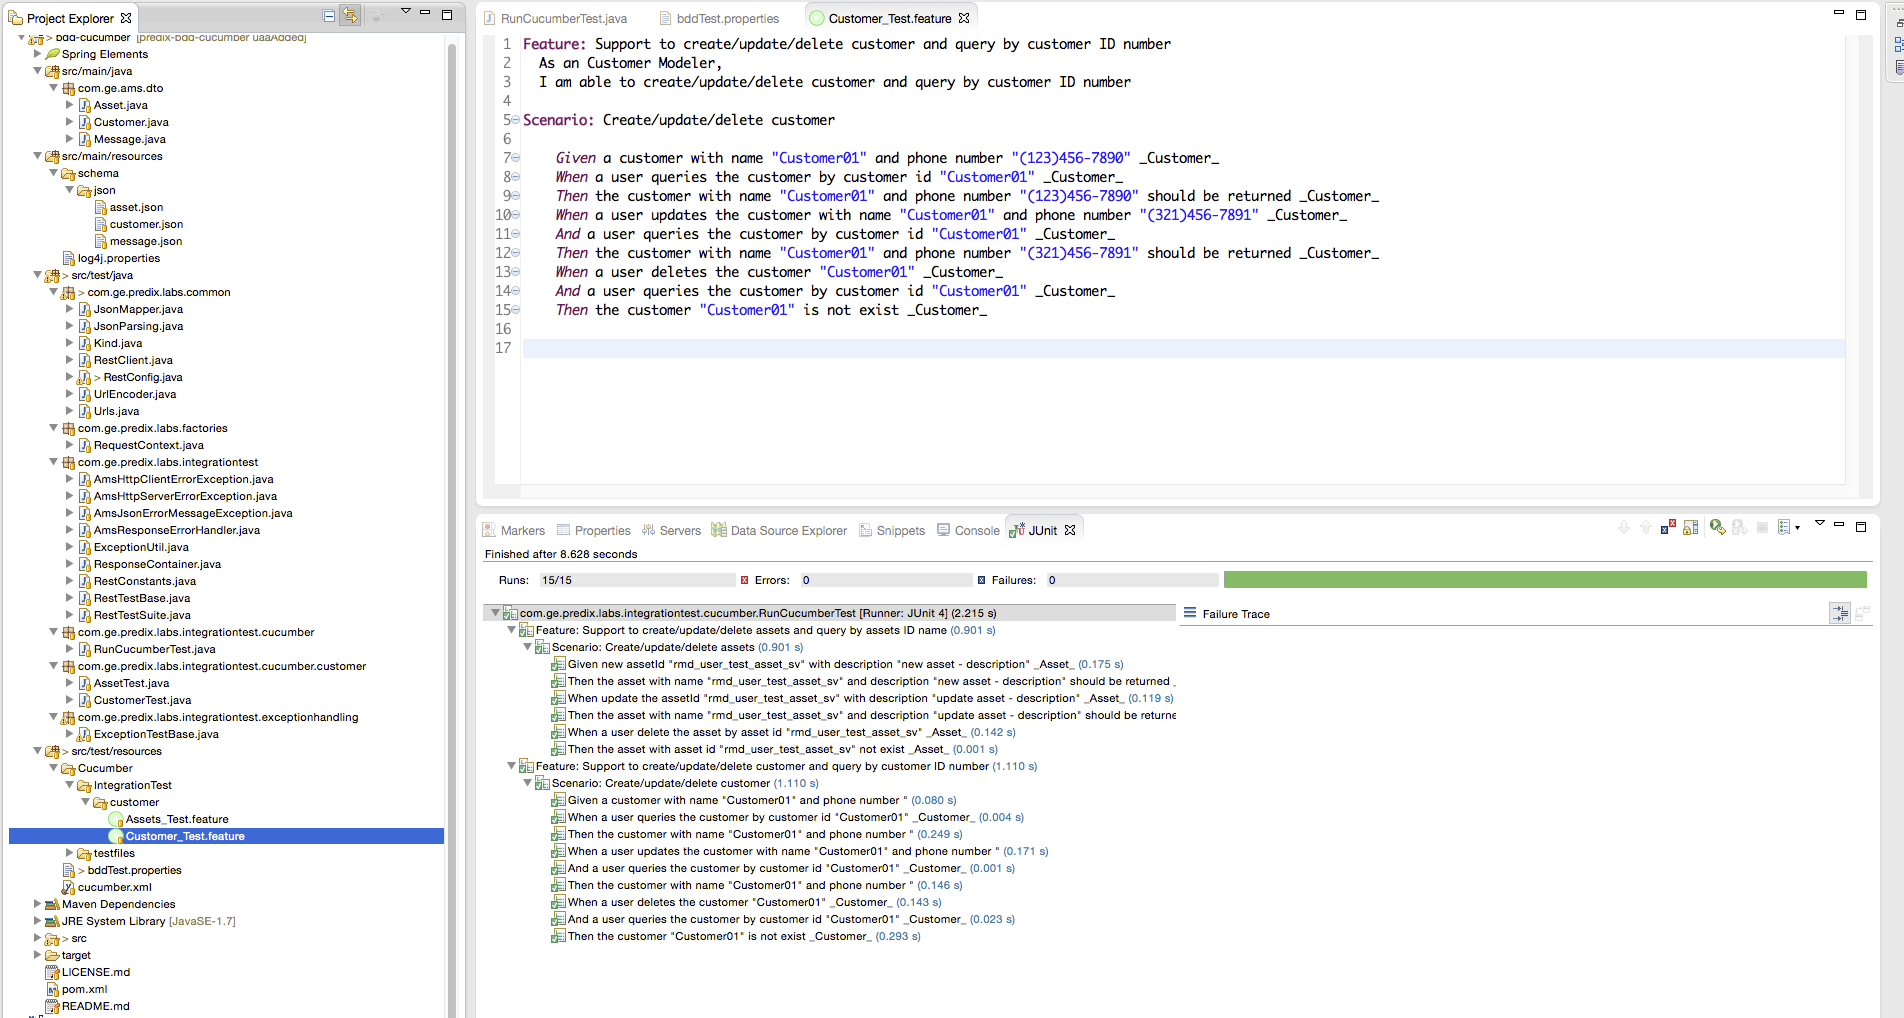 Project Explorer
> bdd-cucumber [predix-bdd-cucumber uaaAdded]
Spring Elements
src/main/java
com.ge.ams.dto
Asset.java
Customer.java
Message.java
src/main/resources
schema
json
asset.json
customer.json
message.json
log4j.properties
> src/test/java
> com.ge.predix.labs.common
JsonMapper.java
JsonParsing.java
Kind.java
RestClient.java
> RestConfig.java
UrlEncoder.java
Urls.java
com.ge.predix.labs.factories
RequestContext.java
com.ge.predix.labs.integrationtest
AmsHttpClientErrorException.java
AmsHttpServerErrorException.java
AmsJsonErrorMessageException.java
AmsResponseErrorHandler.java
ExceptionUtil.java
ResponseContainer.java
RestConstants.java
RestTestBase.java
RestTestSuite.java
com.ge.predix.labs.integrationtest.cucumber
RunCucumberTest.java
com.ge.predix.labs.integrationtest.cucumber.customer
AssetTest.java
CustomerTest.java
com.ge.predix.labs.integrationtest.exceptionhandling
ExceptionTestBase.java
> src/test/resources
Cucumber
IntegrationTest
customer
Assets_Test.feature
Customer_Test.feature
testfiles
> bddTest.properties
cucumber.xml
Maven Dependencies
JRE System Library [JavaSE-1.7]
> src
target
LICENSE.md
pom.xml
README.md
RunCucumberTest.java bddTest.properties Customer_Test.feature
1 Feature: Support to create/update/delete customer and query by customer ID number
2 As an Customer Modeler,
3 I am able to create/update/delete customer and query by customer ID number
4
5 Scenario: Create/update/delete customer
6
7 Given a customer with name "Customer01" and phone number "(123)456-7890" _Customer_
8 When a user queries the customer by customer id "Customer01" _Customer_
9 Then the customer with name "Customer01" and phone number "(123)456-7890" should be returned _Customer_
10 When a user updates the customer with name "Customer01" and phone number "(321)456-7891" _Customer_
11 And a user queries the customer by customer id "Customer01" _Customer_
12 Then the customer with name "Customer01" and phone number "(321)456-7891" should be returned _Customer_
13 When a user deletes the customer "Customer01" _Customer_
14 And a user queries the customer by customer id "Customer01" _Customer_
15 Then the customer "Customer01" is not exist _Customer_
16
17
Markers Properties Servers Data Source Explorer Snippets Console JUnit
Finished after 8.628 seconds
Runs: 15/15 Errors: 0 Failures: 0
com.ge.predix.labs.integrationtest.cucumber.RunCucumberTest [Runner: JUnit 4] (2.215 s)
Failure Trace
Feature: Support to create/update/delete assets and query by assets ID name (0.901 s)
Scenario: Create/update/delete assets (0.901 s)
Given new assetId "rmd_user_test_asset_sv" with description "new asset - description" _Asset_ (0.175 s)
Then the asset with name "rmd_user_test_asset_sv" and description "new asset - description" should be returned _
When update the assetId "rmd_user_test_asset_sv" with description "update asset - description" _Asset_ (0.119 s)
Then the asset with name "rmd_user_test_asset_sv" and description "update asset - description" should be returne
When a user delete the asset by asset id "rmd_user_test_asset_sv" _Asset_ (0.142 s)
Then the asset with asset id "rmd_user_test_asset_sv" not exist _Asset_ (0.001 s)
Feature: Support to create/update/delete customer and query by customer ID number (1.110 s)
Scenario: Create/update/delete customer (1.110 s)
Given a customer with name "Customer01" and phone number " (0.080 s)
When a user queries the customer by customer id "Customer01" _Customer_ (0.004 s)
Then the customer with name "Customer01" and phone number " (0.249 s)
When a user updates the customer with name "Customer01" and phone number " (0.171 s)
And a user queries the customer by customer id "Customer01" _Customer_ (0.001 s)
Then the customer with name "Customer01" and phone number " (0.146 s)
When a user deletes the customer "Customer01" _Customer_ (0.143 s)
And a user queries the customer by customer id "Customer01" _Customer_ (0.023 s)
Then the customer "Customer01" is not exist _Customer_ (0.293 s)